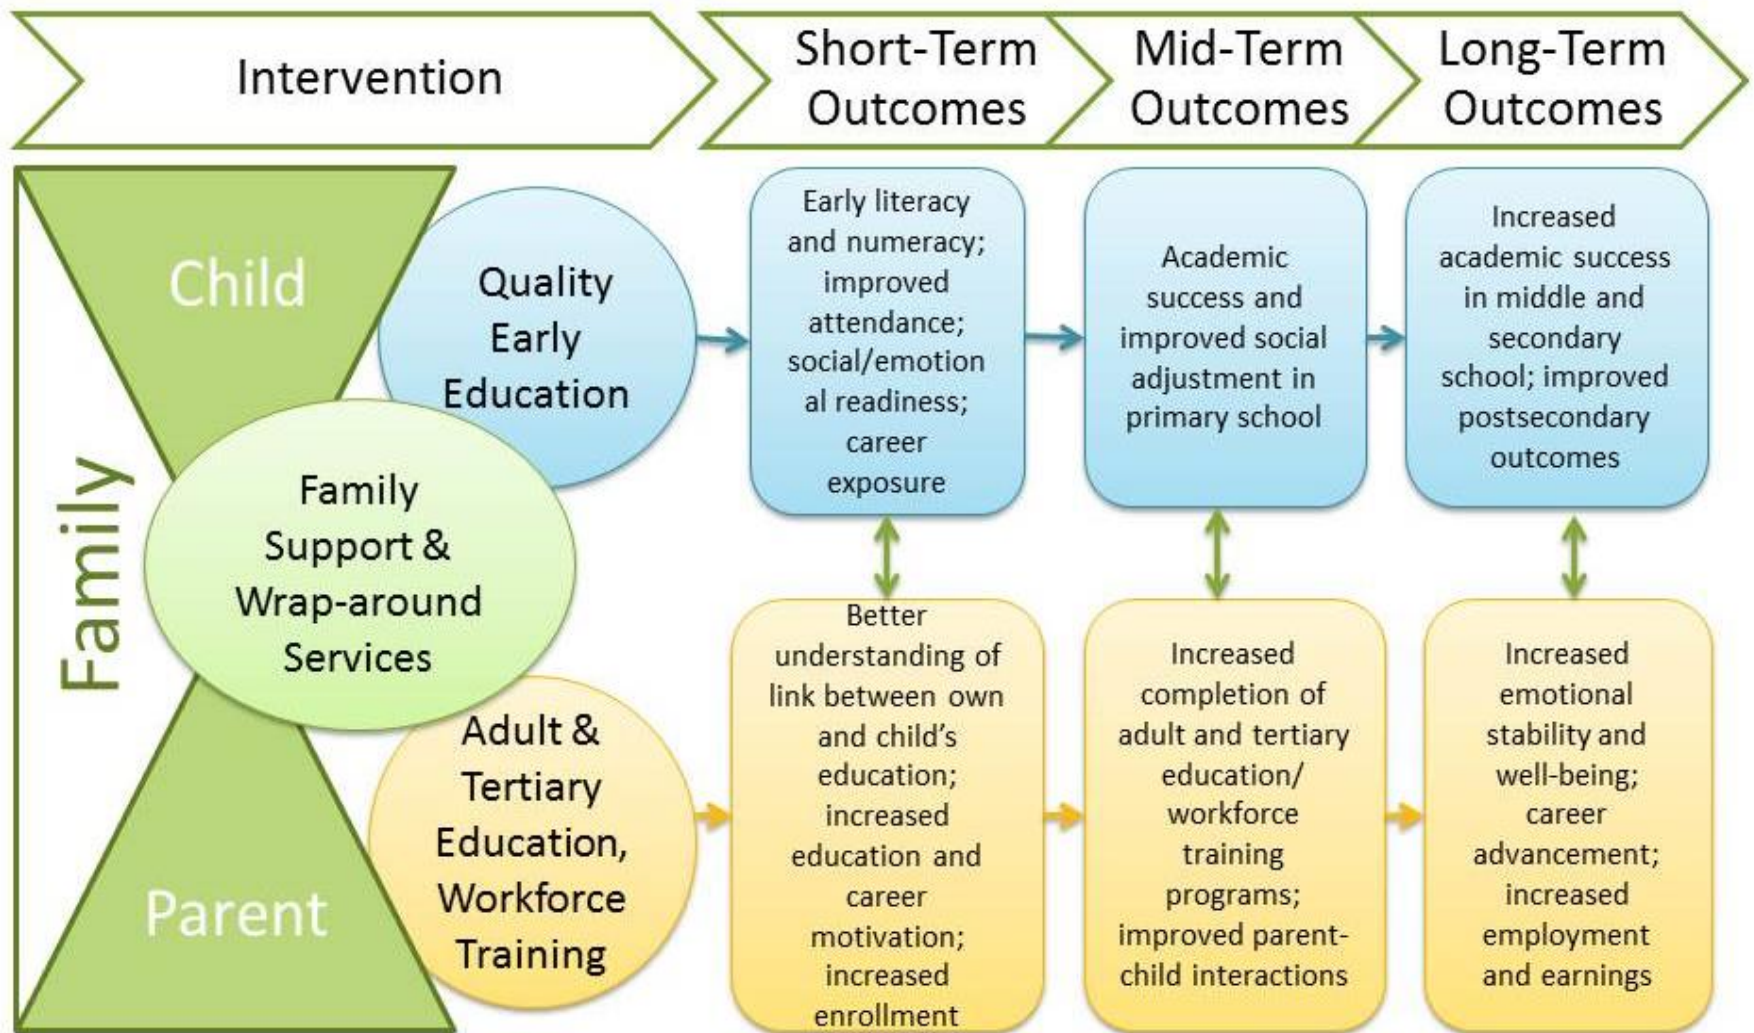 Intervention
Short-Term
Outcomes
Mid-Term
Outcomes
Long-Term
Outcomes
Family
Child
Quality
Early
Education
Early literacy
and numeracy;
improved
attendance;
social/emotion
al readiness;
career
exposure
Academic
success and
improved social
adjustment in
primary school
Increased
academic success
in middle and
secondary
school; improved
postsecondary
outcomes
Family
Support &
Wrap-around
Services
Parent
Adult &
Tertiary
Education,
Workforce
Training
Better
understanding of
link between own
and child’s
education;
increased
education and
career
motivation;
increased
enrollment
Increased
completion of
adult and tertiary
education/
workforce
training
programs;
improved parent-
child interactions
Increased
emotional
stability and
well-being;
career
advancement;
increased
employment
and earnings